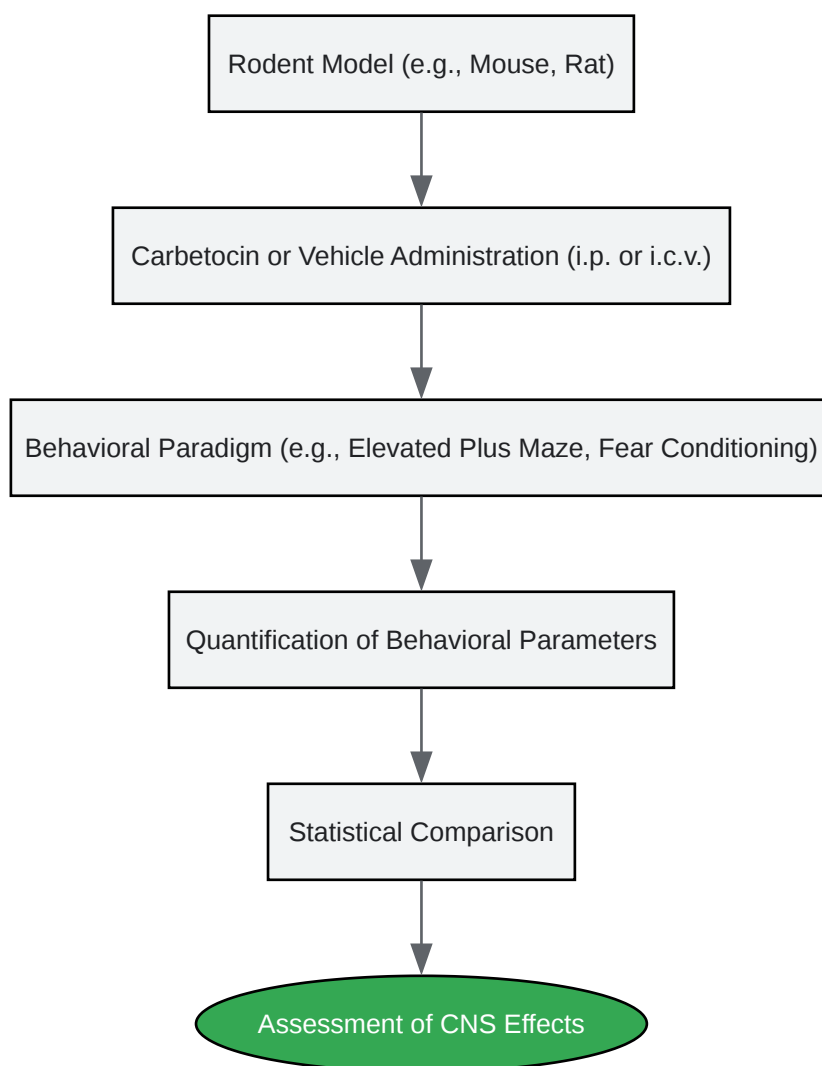 Rodent Model (e.g., Mouse, Rat)
Carbetocin or Vehicle Administration (i.p. or i.c.v.)
Behavioral Paradigm (e.g., Elevated Plus Maze, Fear Conditioning)
Quantification of Behavioral Parameters
Statistical Comparison
Assessment of CNS Effects